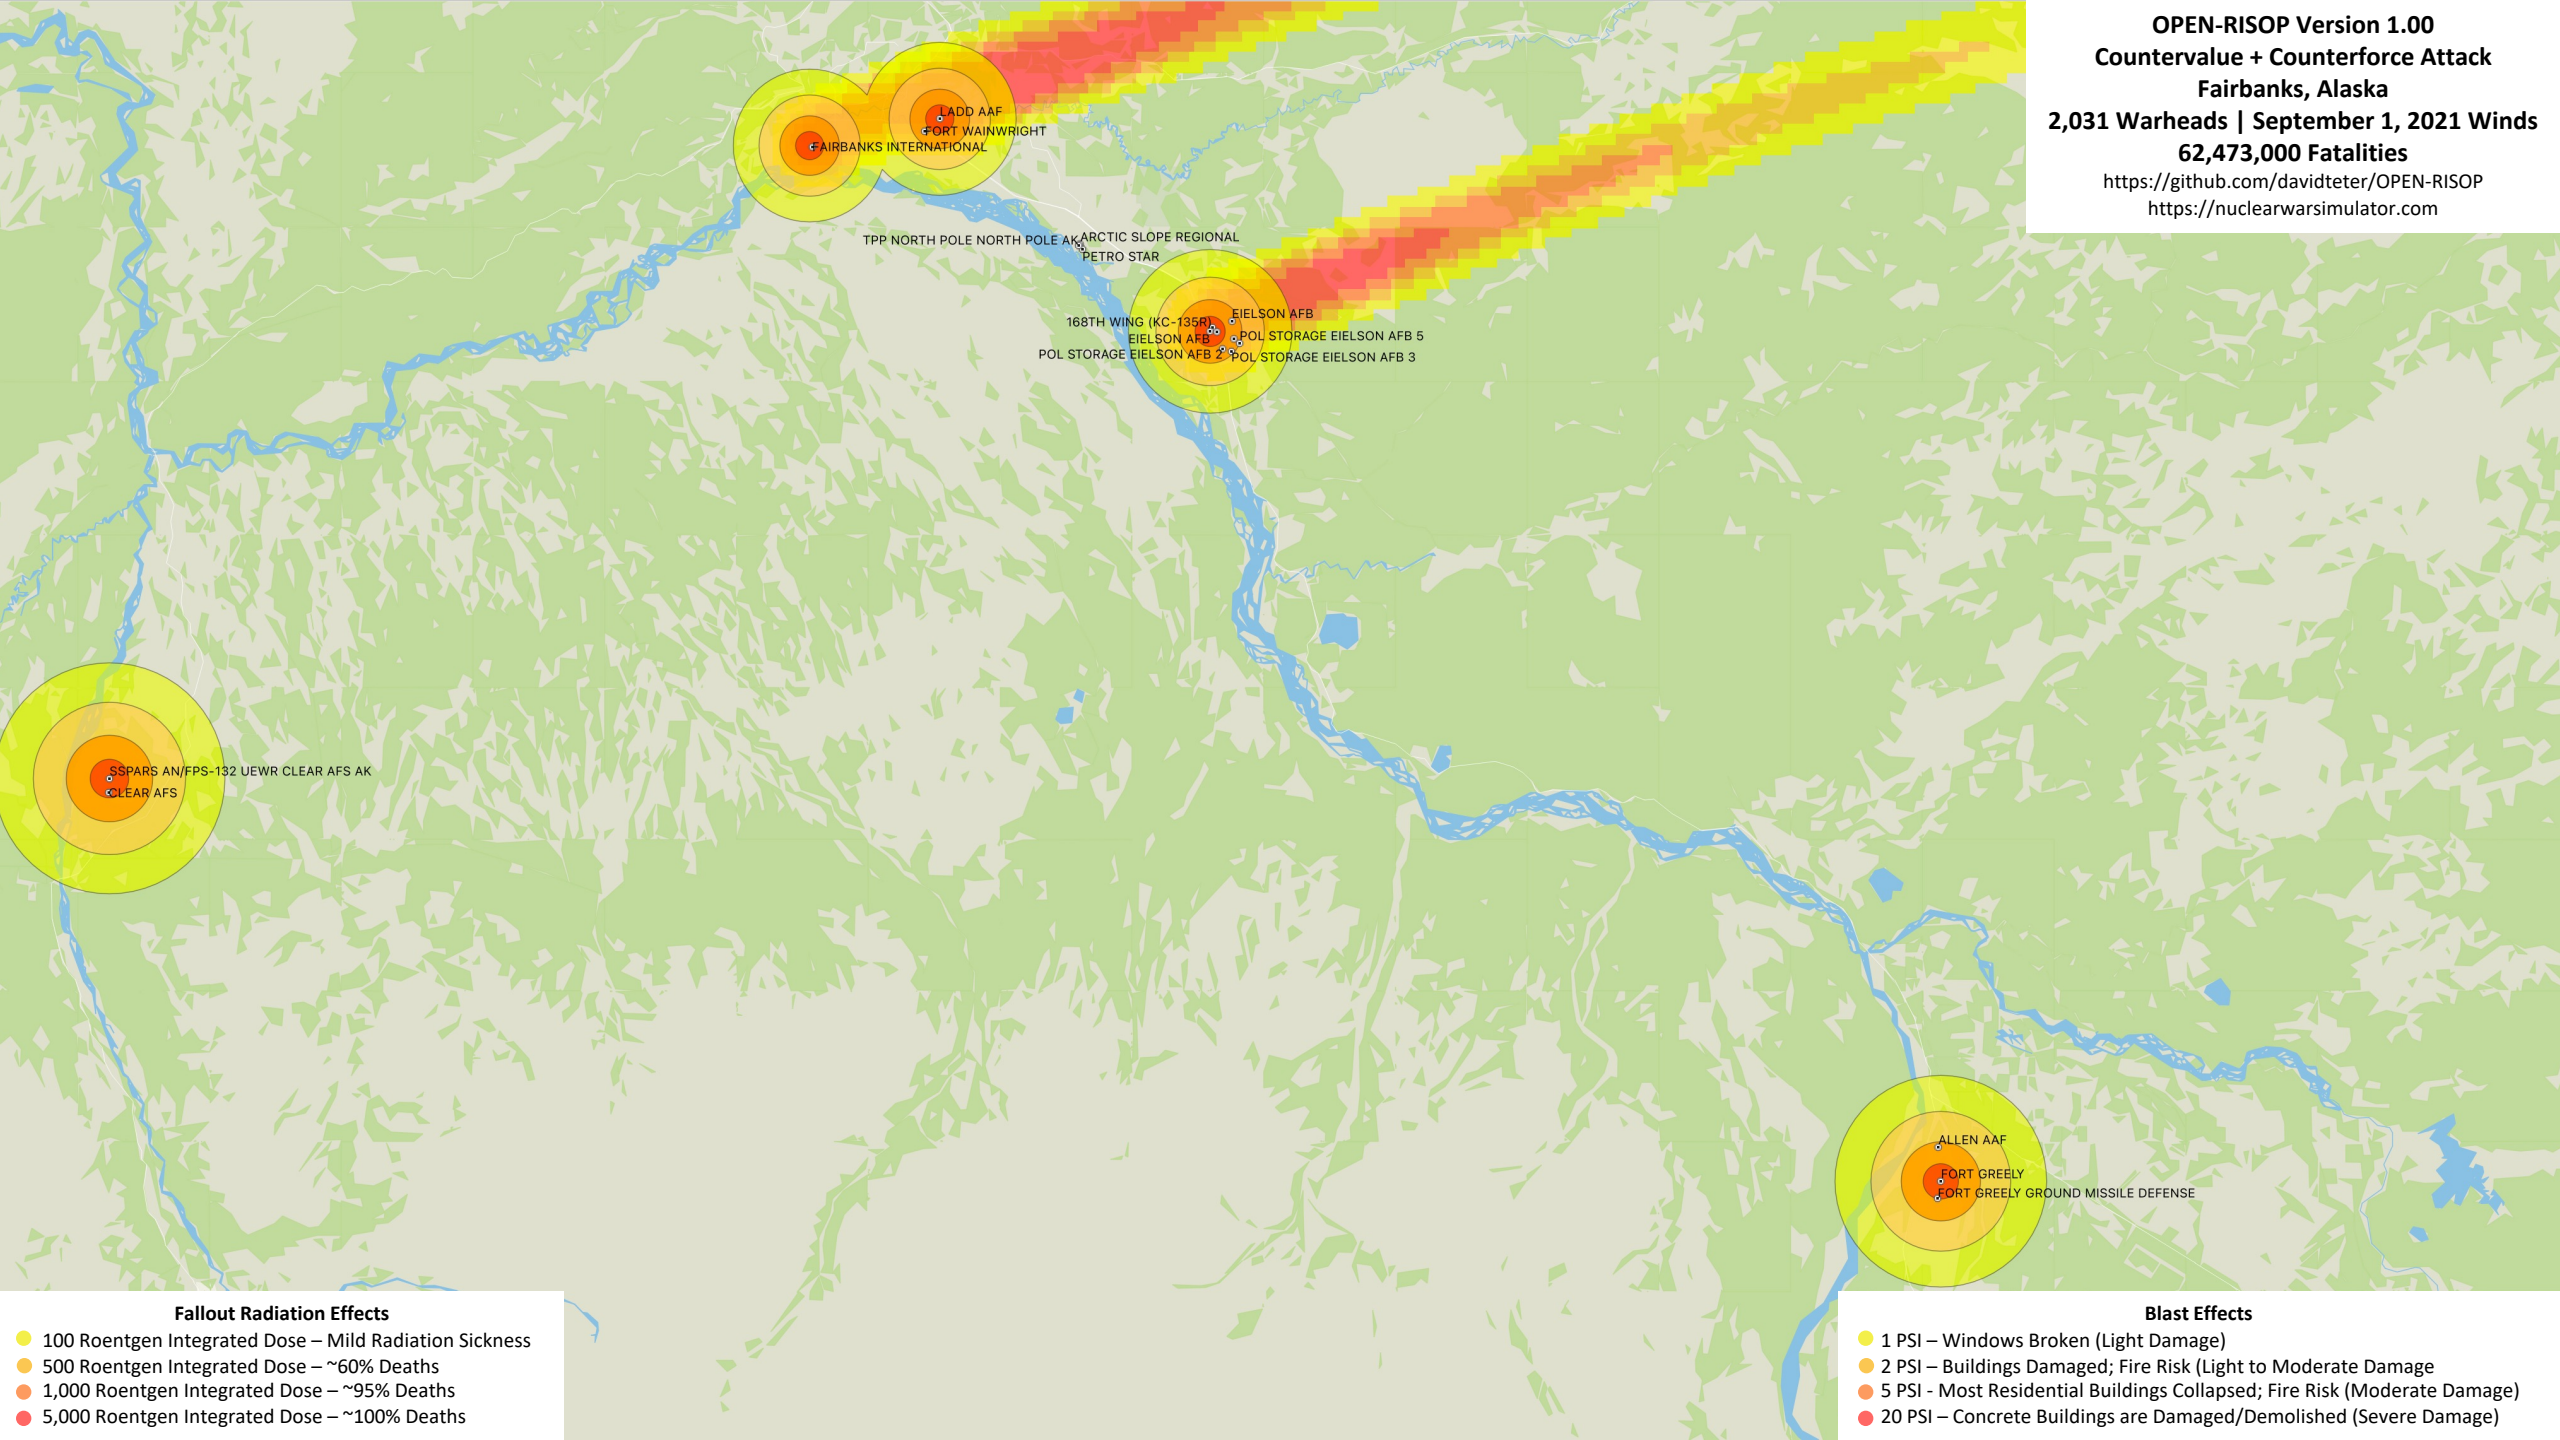 OPEN-RISOP Version 1.00
Countervalue + Counterforce Attack
Fairbanks, Alaska
2,031 Warheads | September 1, 2021 Winds
62,473,000 Fatalities
https://github.com/davidteter/OPEN-RISOP
https://nuclearwarsimulator.com
LADD AAF
FORT WAINWRIGHT
FAIRBANKS INTERNATIONAL
TPP NORTH POLE NORTH POLE AK
ARCTIC SLOPE REGIONAL
PETRO STAR
EIELSON AFB
168TH WING (KC-135R)
EIELSON AFB
POL STORAGE EIELSON AFB 5
POL STORAGE EIELSON AFB 2
POL STORAGE EIELSON AFB 3
SSPARS AN/FPS-132 UEWR CLEAR AFS AK
CLEAR AFS
ALLEN AAF
FORT GREELY
FORT GREELY GROUND MISSILE DEFENSE
Fallout Radiation Effects
100 Roentgen Integrated Dose – Mild Radiation Sickness
500 Roentgen Integrated Dose – ~60% Deaths
1,000 Roentgen Integrated Dose – ~95% Deaths
5,000 Roentgen Integrated Dose – ~100% Deaths
Blast Effects
1 PSI – Windows Broken (Light Damage)
2 PSI – Buildings Damaged; Fire Risk (Light to Moderate Damage
5 PSI - Most Residential Buildings Collapsed; Fire Risk (Moderate Damage)
20 PSI – Concrete Buildings are Damaged/Demolished (Severe Damage)